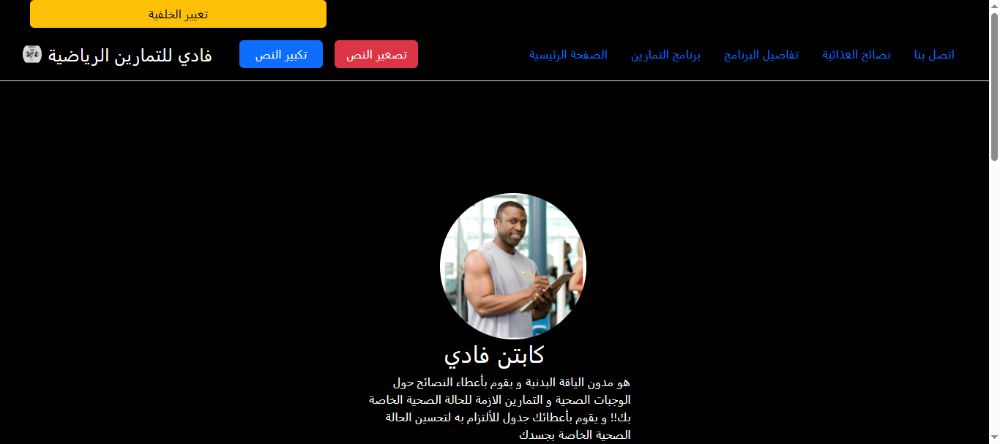 تغيير الخلفية
فادي للتمارين الرياضية
تكبير النص
تصغير النص
الصفحة الرئيسية
برنامج التمارين
تفاصيل البرنامج
نصائح الغذائية
اتصل بنا
كابتن فادي
هو مدون الياقة البدنية و يقوم بأعطاء النصائح حول
الوجبات الصحية و التمارين الازمة للحالة الصحية الخاصة
بك!! و يقوم بأعطائك جدول للألتزام به لتحسين الحالة
الصحية الخاصة بجسدك